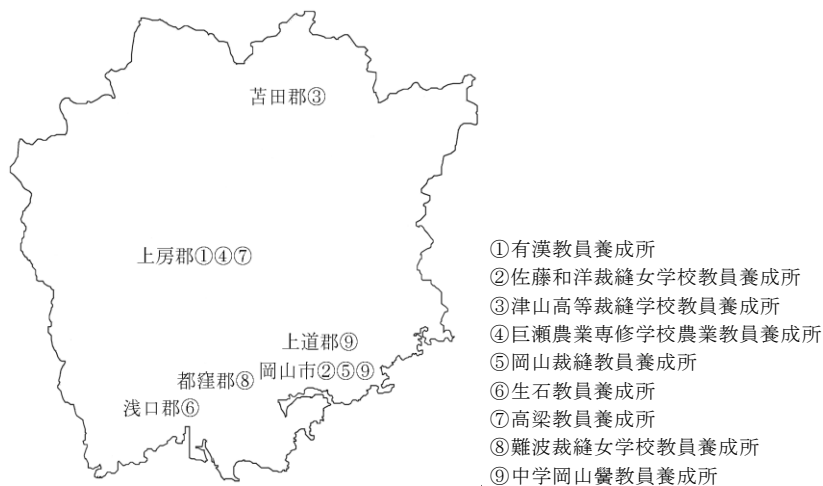 苫田郡③
上房郡①④⑦
上道郡⑨
岡山市②⑤⑨
都窪郡⑧
浅口郡⑥
①有漢教員養成所
②佐藤和洋裁縫女学校教員養成所
③津山高等裁縫学校教員養成所
④巨瀬農業専修学校農業教員養成所
⑤岡山裁縫教員養成所
⑥生石教員養成所
⑦高梁教員養成所
⑧難波裁縫女学校教員養成所
⑨中学岡山黌教員養成所